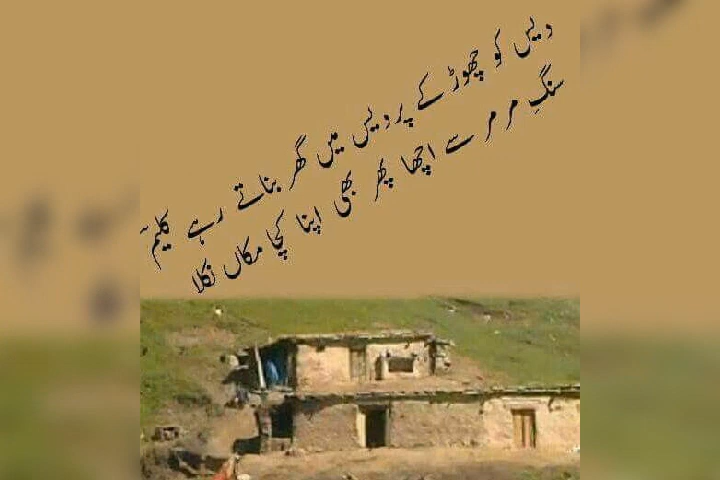 دیس کو چھوڑ کے پردیس میں گھر بناتے رہے کلیم
سنگِ مرمر سے اچھا پھر بھی اپنا کچا مکاں نکلا